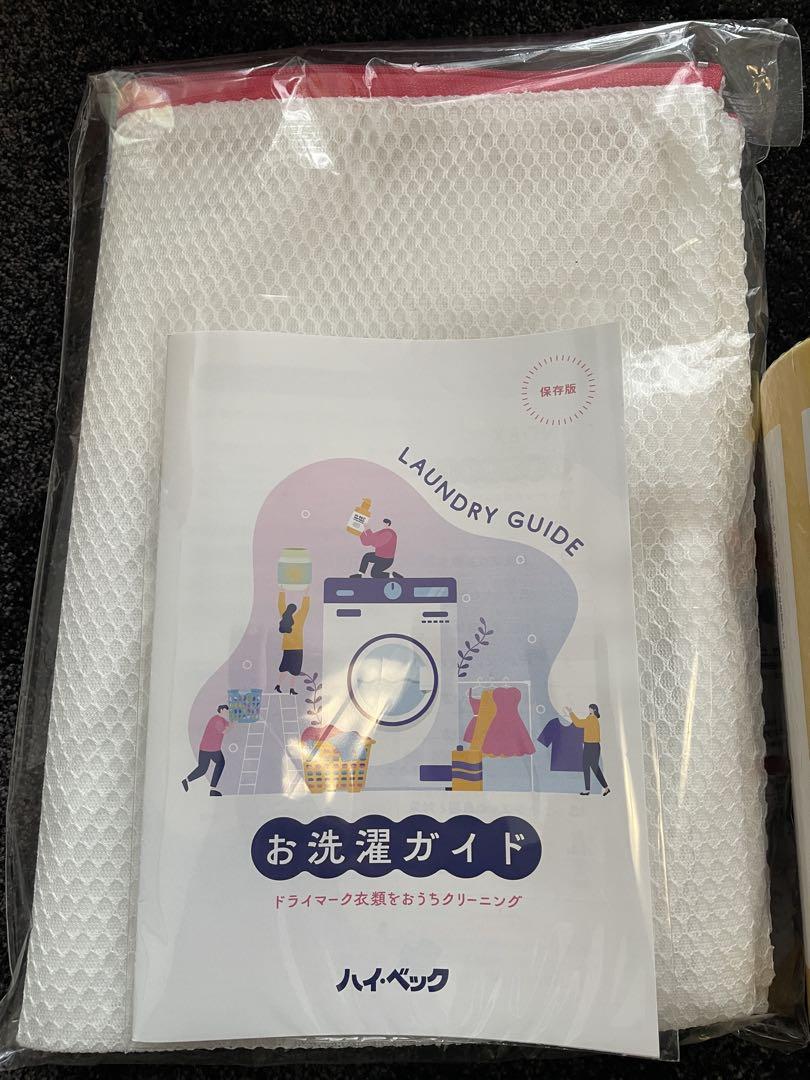 保存版
LAUNDRY GUIDE
お洗濯ガイド
ドライマーク衣類をおうちクリーニング
ハイ・ベック